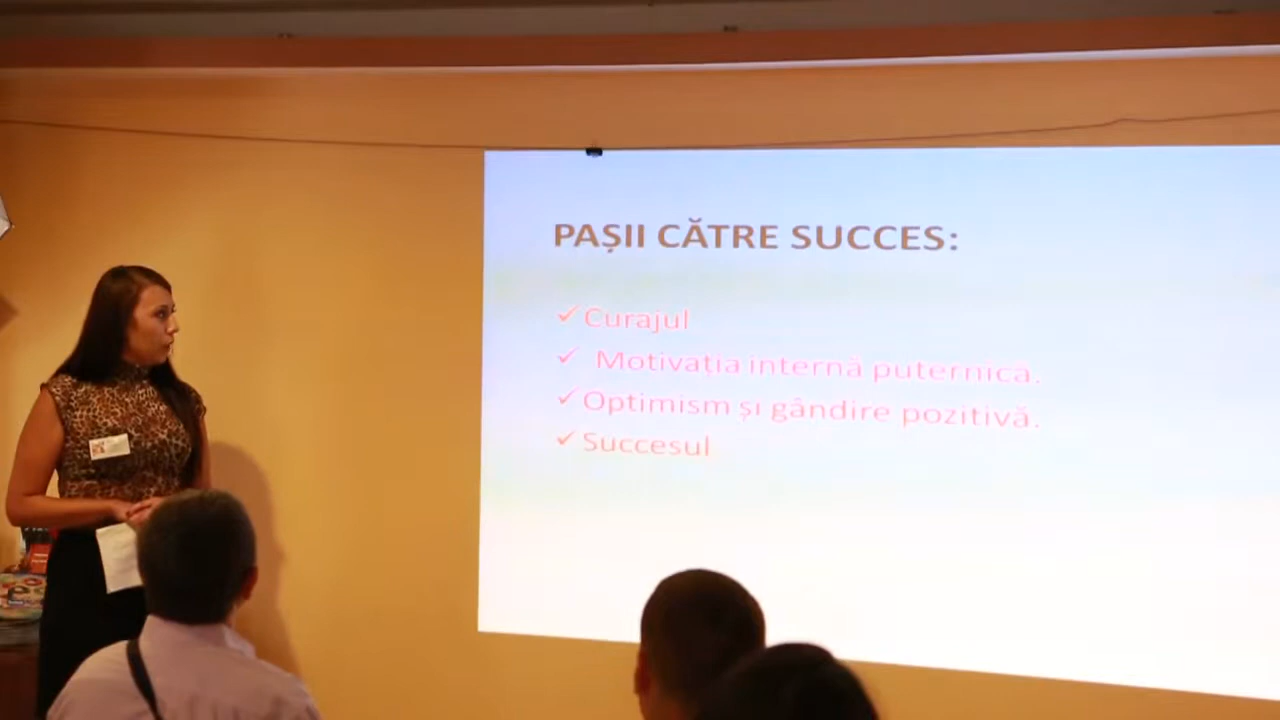 PAȘII CĂTRE SUCCES:
Curajul
Motivația internă puternică.
Optimism și gândire pozitivă.
Succesul